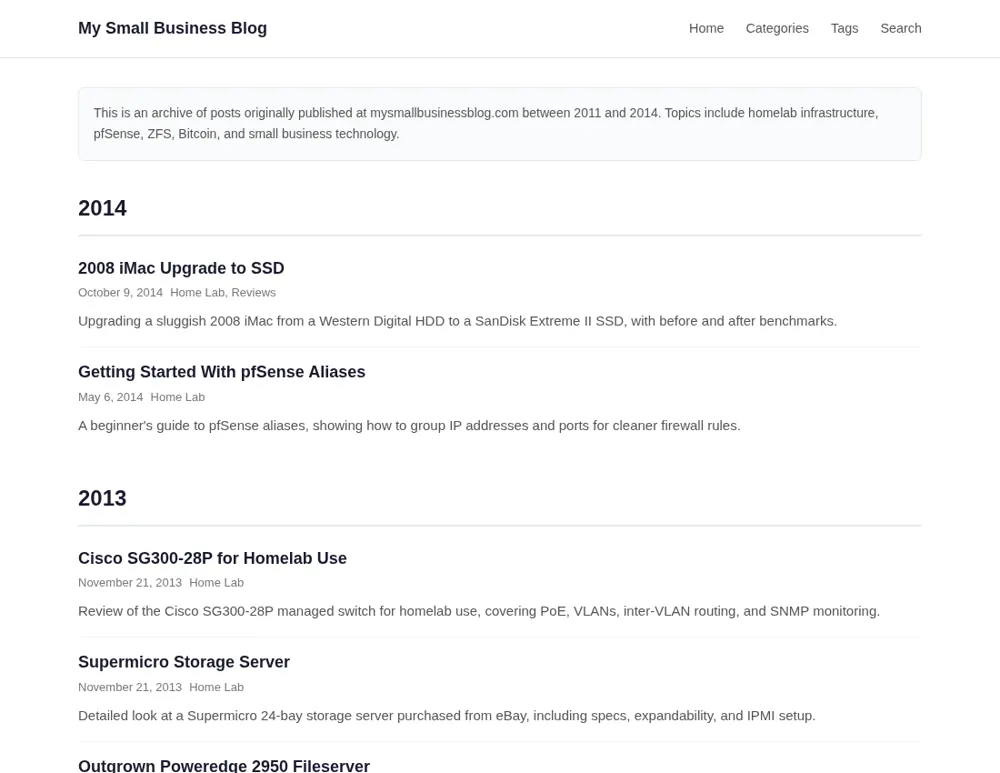 My Small Business Blog
Home Categories Tags Search
This is an archive of posts originally published at mysmallbusinessblog.com between 2011 and 2014. Topics include homelab infrastructure,
pfSense, ZFS, Bitcoin, and small business technology.
2014
2008 iMac Upgrade to SSD
October 9, 2014 Home Lab, Reviews
Upgrading a sluggish 2008 iMac from a Western Digital HDD to a SanDisk Extreme II SSD, with before and after benchmarks.
Getting Started With pfSense Aliases
May 6, 2014 Home Lab
A beginner's guide to pfSense aliases, showing how to group IP addresses and ports for cleaner firewall rules.
2013
Cisco SG300-28P for Homelab Use
November 21, 2013 Home Lab
Review of the Cisco SG300-28P managed switch for homelab use, covering PoE, VLANs, inter-VLAN routing, and SNMP monitoring.
Supermicro Storage Server
November 21, 2013 Home Lab
Detailed look at a Supermicro 24-bay storage server purchased from eBay, including specs, expandability, and IPMI setup.
Outgrown Poweredge 2950 Fileserver